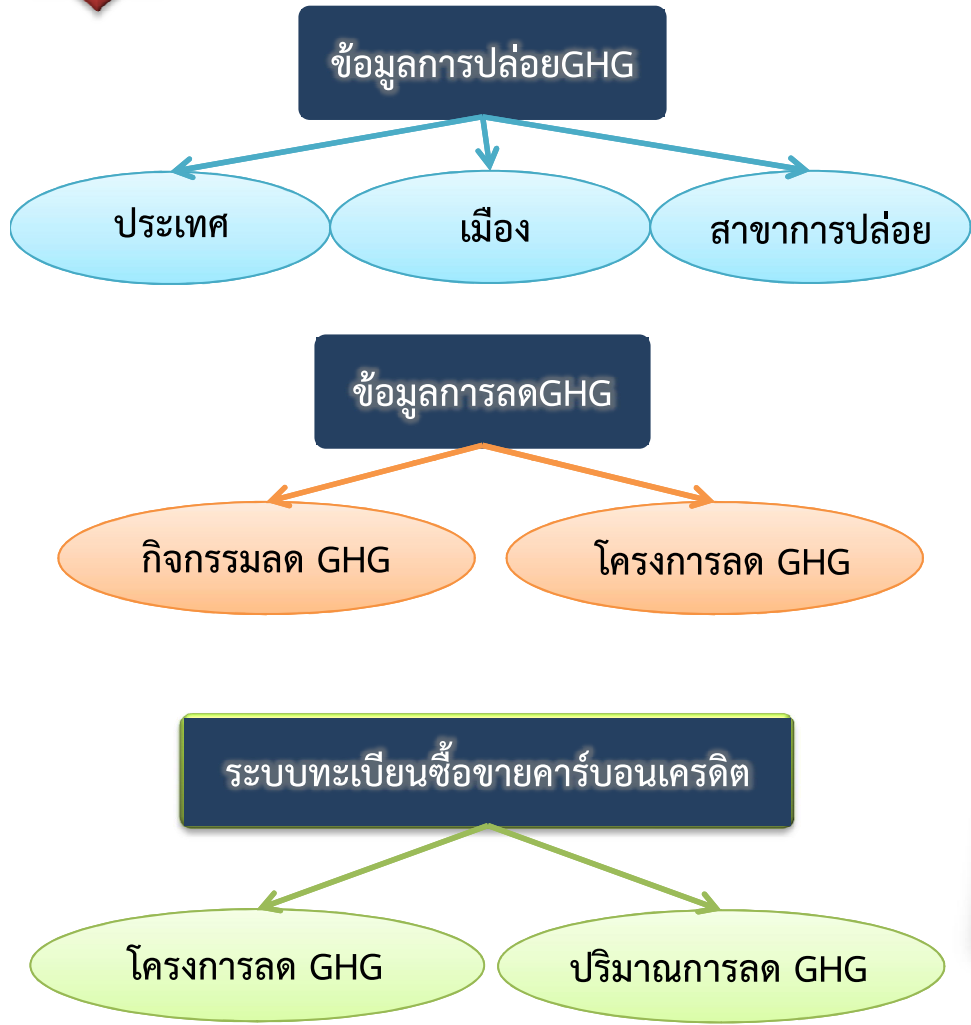 ข้อมูลการปล่อยGHG
ประเทศ
เมือง
สาขาการปล่อย
ข้อมูลการลดGHG
กิจกรรมลด GHG
โครงการลด GHG
ระบบทะเบียนซื้อขายคาร์บอนเครดิต
โครงการลด GHG
ปริมาณการลด GHG